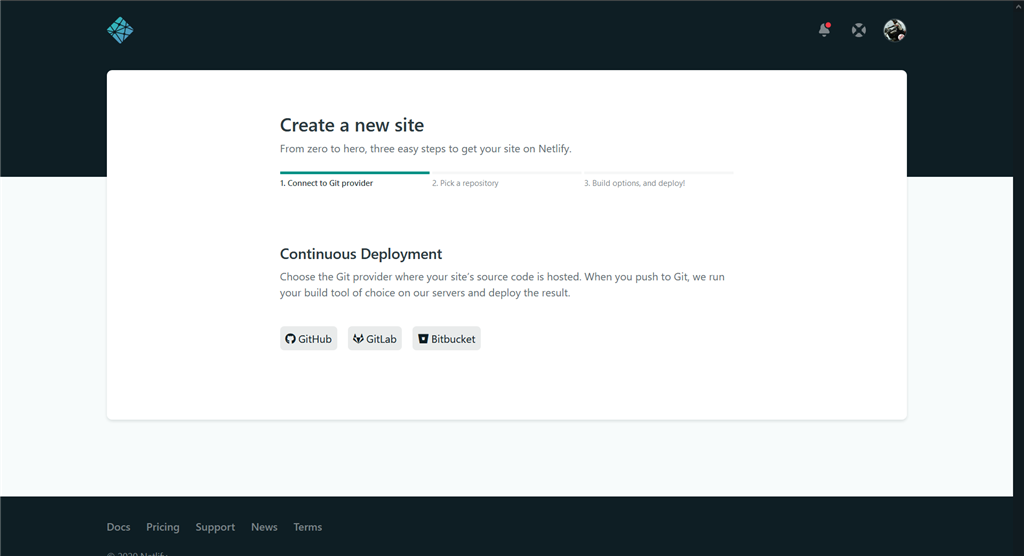 Create a new site
From zero to hero, three easy steps to get your site on Netlify.
1. Connect to Git provider
2. Pick a repository
3. Build options, and deploy!
Continuous Deployment
Choose the Git provider where your site's source code is hosted. When you push to Git, we run
your build tool of choice on our servers and deploy the result.
GitHub
GitLab
Bitbucket
Docs
Pricing
Support
News
Terms
© 2020 Netlify